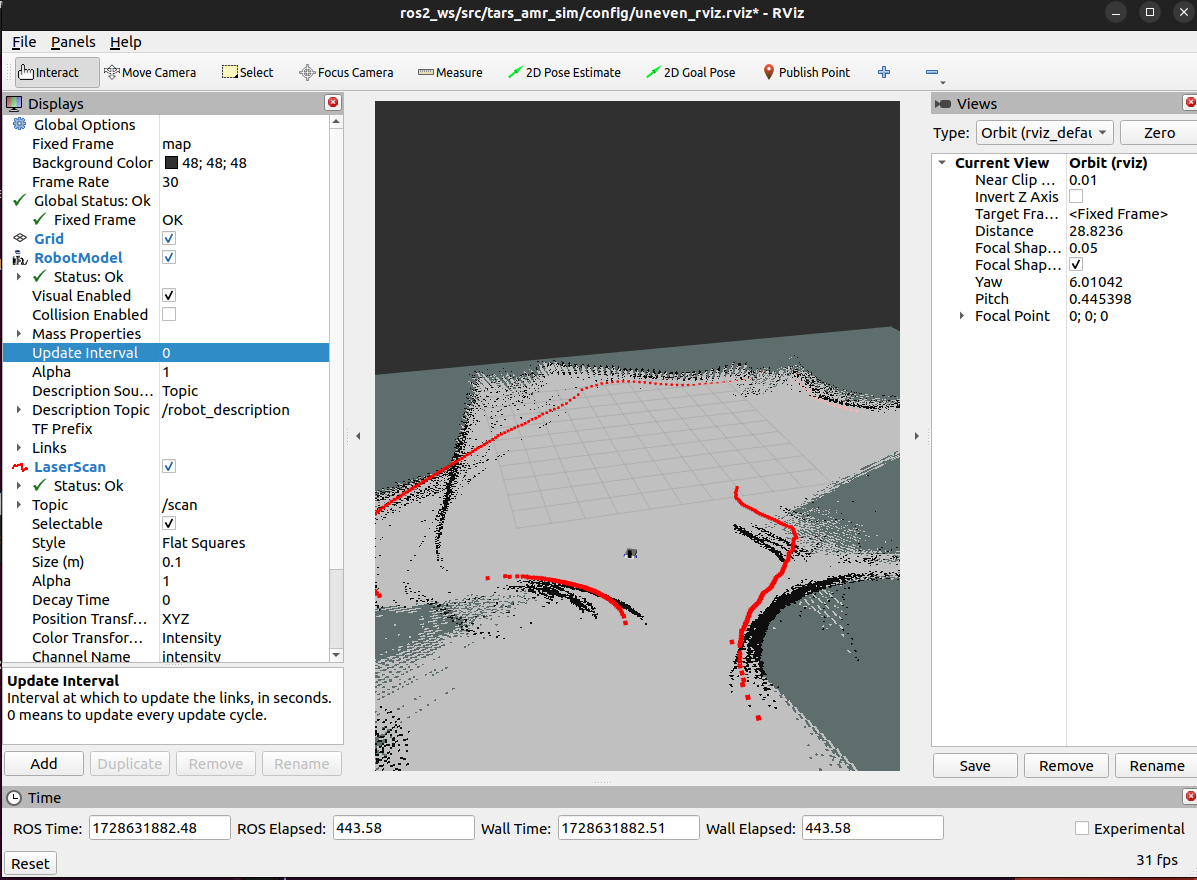 ros2_ws/src/tars_amr_sim/config/uneven_rviz.rviz* - RViz
File Panels Help
Interact Move Camera Select Focus Camera Measure 2D Pose Estimate 2D Goal Pose Publish Point
Displays
Global Options
Fixed Frame map
Background Color 48; 48; 48
Frame Rate 30
Global Status: Ok
Fixed Frame OK
Grid
RobotModel
Status: Ok
Visual Enabled
Collision Enabled
Mass Properties
Update Interval 0
Alpha 1
Description Sou... Topic
Description Topic /robot_description
TF Prefix
Links
LaserScan
Status: Ok
Topic /scan
Selectable
Style Flat Squares
Size (m) 0.1
Alpha 1
Decay Time 0
Position Transf... XYZ
Color Transfor... Intensity
Channel Name intensity
Update Interval
Interval at which to update the links, in seconds.
0 means to update every update cycle.
Add Duplicate Remove Rename
Views
Type: Orbit (rviz_defau Zero
Current View Orbit (rviz)
Near Clip ... 0.01
Invert Z Axis
Target Fra... <Fixed Frame>
Distance 28.8236
Focal Shap... 0.05
Focal Shap...
Yaw 6.01042
Pitch 0.445398
Focal Point 0; 0; 0
Save Remove Rename
Time
ROS Time: 1728631882.48 ROS Elapsed: 443.58 Wall Time: 1728631882.51 Wall Elapsed: 443.58 Experimental
Reset 31 fps